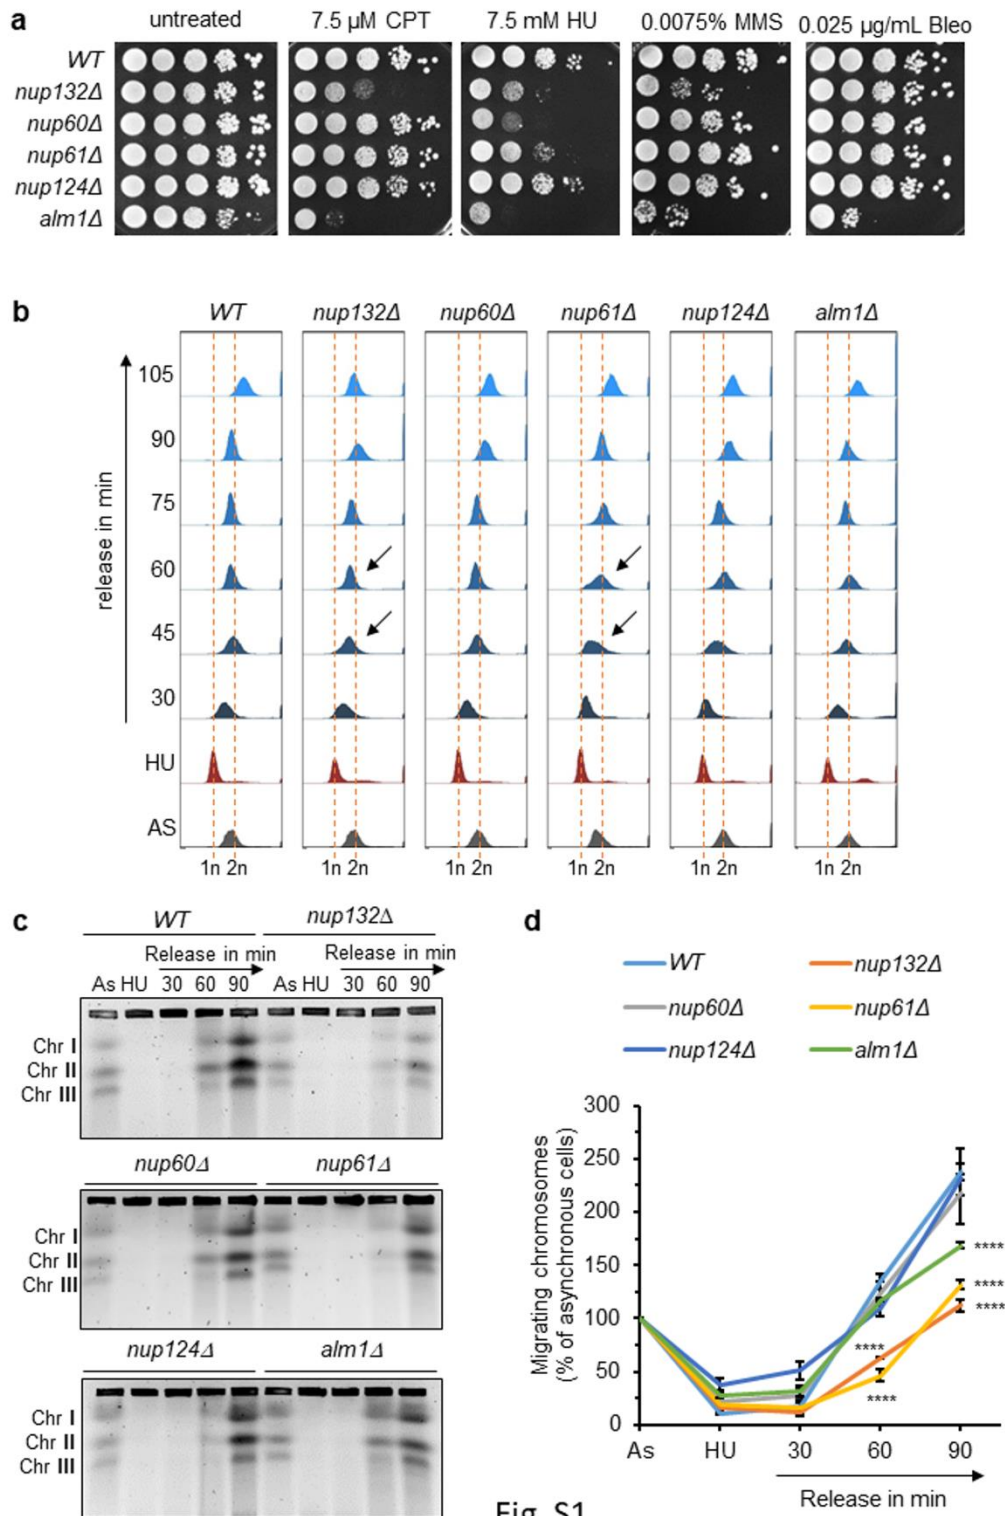 a
untreated 7.5 µM CPT 7.5 mM HU 0.0075% MMS 0.025 µg/mL Bleo
WT
nup132Δ
nup60Δ
nup61Δ
nup124Δ
alm1Δ
b
WT nup132Δ nup60Δ nup61Δ nup124Δ alm1Δ
release in min
105
90
75
60
45
30
HU
AS
1n 2n 1n 2n 1n 2n 1n 2n 1n 2n 1n 2n
c
WT nup132Δ
Release in min Release in min
As HU 30 60 90 As HU 30 60 90
Chr I
Chr II
Chr III
nup60Δ nup61Δ
Chr I
Chr II
Chr III
nup124Δ alm1Δ
Chr I
Chr II
Chr III
d
WT nup132Δ
nup60Δ nup61Δ
nup124Δ alm1Δ
Migrating chromosomes
(% of asynchronous cells)
300
250
200
150
100
50
0
****
****
****
****
****
As HU 30 60 90
Release in min
Fig. S1